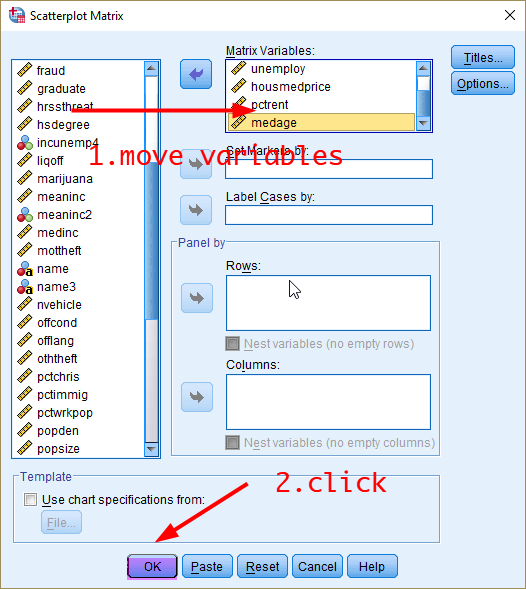 Scatterplot Matrix
Matrix Variables:
Titles...
Options...
fraud
graduate
hrssthreat
hsdegree
incunemp4
liqoff
marijuana
meaninc
meaninc2
medinc
mottheft
name
name3
nvehicle
offcond
offlang
oththeft
pctchris
pctimmig
pctwrkpop
popden
popsize
unemploy
housmedprice
pctrent
medage
1.move variables
Set Markers by:
Label Cases by:
Panel by
Rows:
Nest variables (no empty rows)
Columns:
Nest variables (no empty columns)
Template
Use chart specifications from:
File...
2.click
OK
Paste
Reset
Cancel
Help